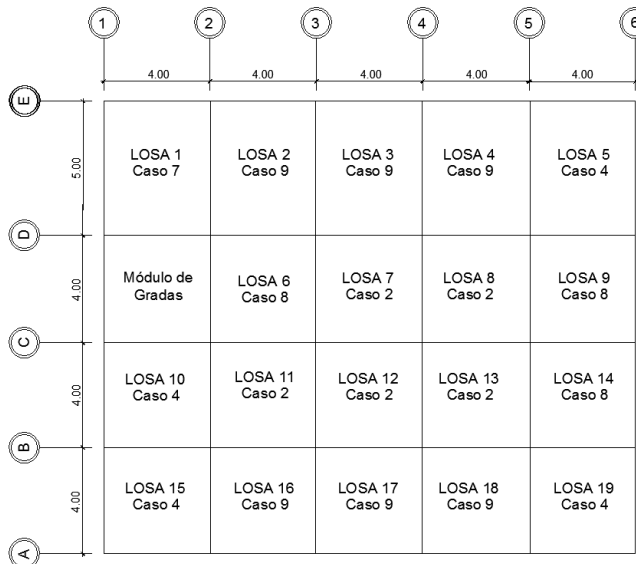 1 2 3 4 5 6
4.00 4.00 4.00 4.00 4.00
E
LOSA 1 LOSA 2 LOSA 3 LOSA 4 LOSA 5
Caso 7 Caso 9 Caso 9 Caso 9 Caso 4
5.00
D
Módulo de LOSA 6 LOSA 7 LOSA 8 LOSA 9
Gradas Caso 8 Caso 2 Caso 2 Caso 8
4.00
C
LOSA 10 LOSA 11 LOSA 12 LOSA 13 LOSA 14
Caso 4 Caso 2 Caso 2 Caso 2 Caso 8
4.00
B
LOSA 15 LOSA 16 LOSA 17 LOSA 18 LOSA 19
Caso 4 Caso 9 Caso 9 Caso 9 Caso 4
4.00
A